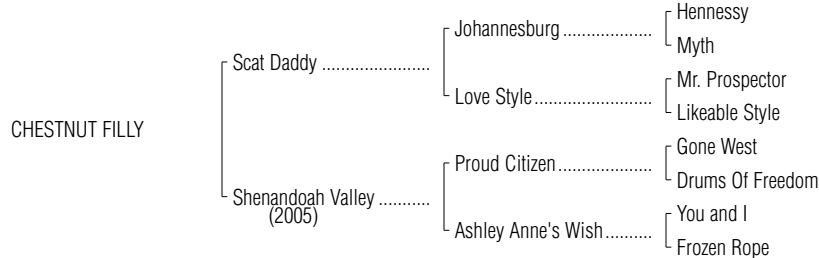 Hennessy
Johannesburg ...................
Myth
Scat Daddy .......................
Mr. Prospector
Love Style.........................
Likeable Style
CHESTNUT FILLY
Gone West
Proud Citizen....................
Drums Of Freedom
Shenandoah Valley ...........
(2005)
You and I
Ashley Anne's Wish..........
Frozen Rope